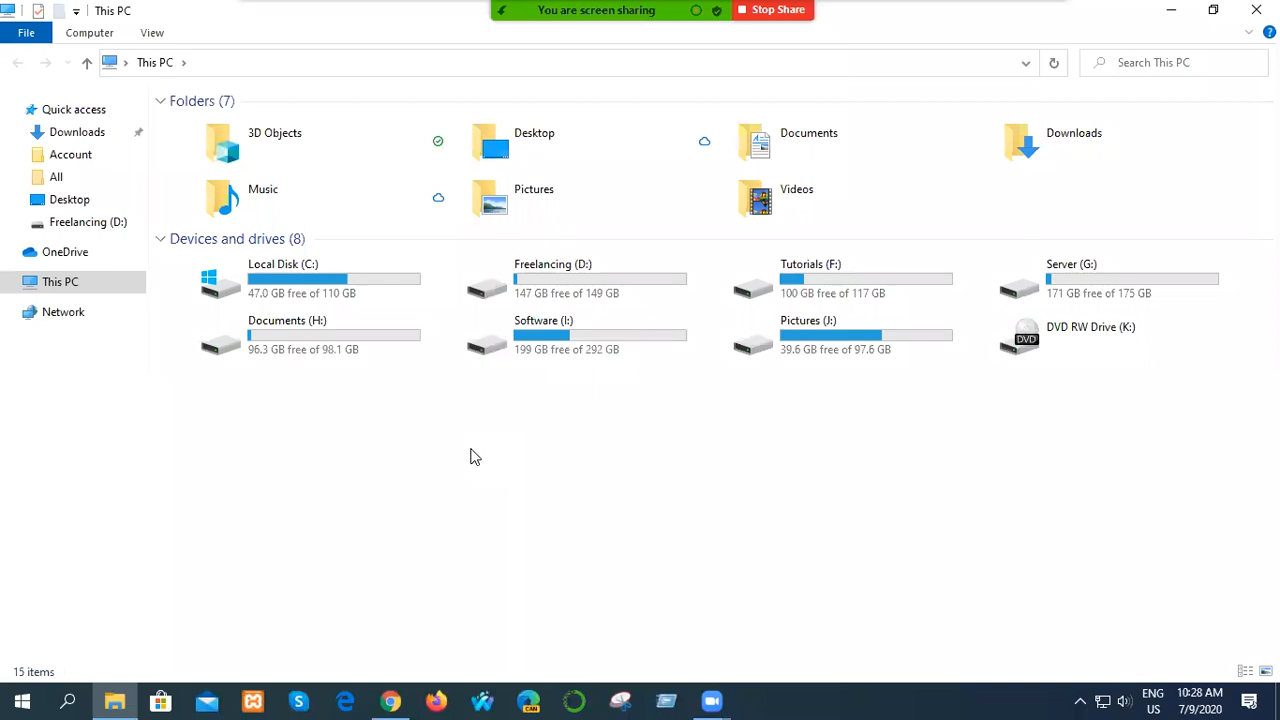 This PC
You are screen sharing
Stop Share
File
Computer
View
This PC
Search This PC
Quick access
Downloads
Account
All
Desktop
Freelancing (D:)
OneDrive
This PC
Network
Folders (7)
3D Objects
Desktop
Documents
Downloads
Music
Pictures
Videos
Devices and drives (8)
Local Disk (C:)
47.0 GB free of 110 GB
Freelancing (D:)
147 GB free of 149 GB
Tutorials (F:)
100 GB free of 117 GB
Server (G:)
171 GB free of 175 GB
Documents (H:)
96.3 GB free of 98.1 GB
Software (I:)
199 GB free of 292 GB
Pictures (J:)
39.6 GB free of 97.6 GB
DVD
DVD RW Drive (K:)
15 items
CAN
ENG
US
10:28 AM
7/9/2020